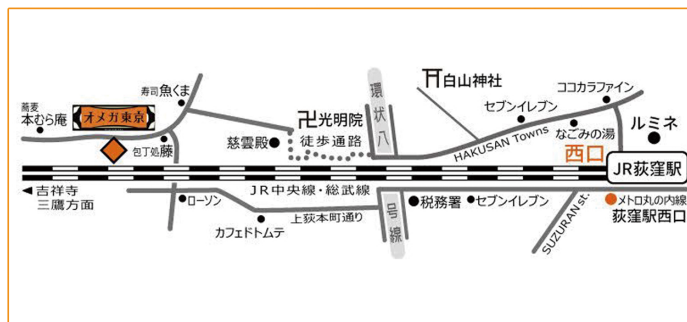 蕎麦
本むら庵
オメガ東京
寿司 魚くま
包丁処 藤
慈雲殿
卍光明院
徒歩通路
環状八
号線
白山神社
HAKUSAN Towns
セブンイレブン
ココカラファイン
なごみの湯
ルミネ
西口
JR荻窪駅
吉祥寺
三鷹方面
JR中央線・総武線
ローソン
カフェドトムテ
上荻本町通り
税務署
セブンイレブン
SUZURAN st.
メトロ丸の内線
荻窪駅西口